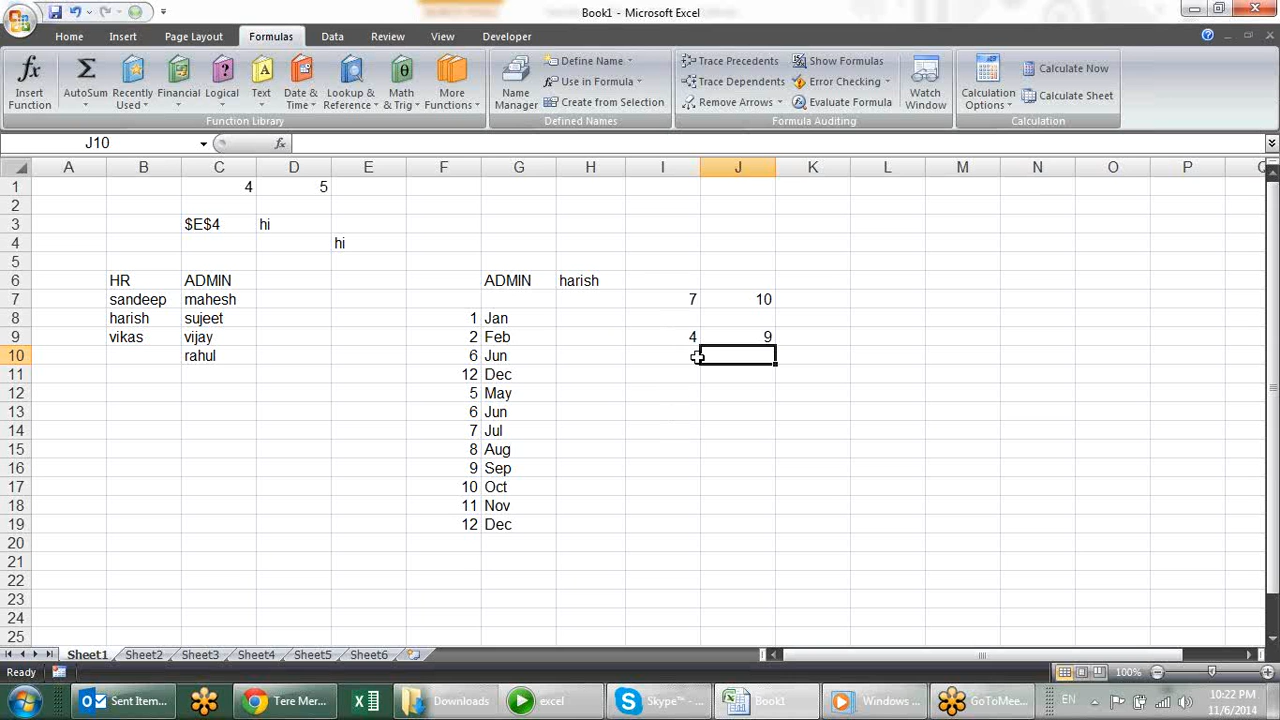 Book1 - Microsoft Excel
Home Insert Page Layout Formulas Data Review View Developer
Insert Function
AutoSum
Recently Used
Financial
Logical
Text
Date & Time
Lookup & Reference
Math & Trig
More Functions
Function Library
Name Manager
Define Name
Use in Formula
Create from Selection
Defined Names
Trace Precedents
Trace Dependents
Remove Arrows
Show Formulas
Error Checking
Evaluate Formula
Formula Auditing
Watch Window
Calculation Options
Calculate Now
Calculate Sheet
Calculation
J10 fx
A B C D E F G H I J K L M N O P Q
1 4 5
2
3 $E$4 hi
4 hi
5
6 HR ADMIN ADMIN harish
7 sandeep mahesh 7 10
8 harish sujeet 1 Jan
9 vikas vijay 2 Feb 4 9
10 rahul 6 Jun
11 12 Dec
12 5 May
13 6 Jun
14 7 Jul
15 8 Aug
16 9 Sep
17 10 Oct
18 11 Nov
19 12 Dec
20
21
22
23
24
25
Sheet1 Sheet2 Sheet3 Sheet4 Sheet5 Sheet6
Ready 100%
Sent Item... Tere Mer... Downloads excel Skype™ - ... Book1 Windows ... GoToMee... EN 10:22 PM
11/6/2014